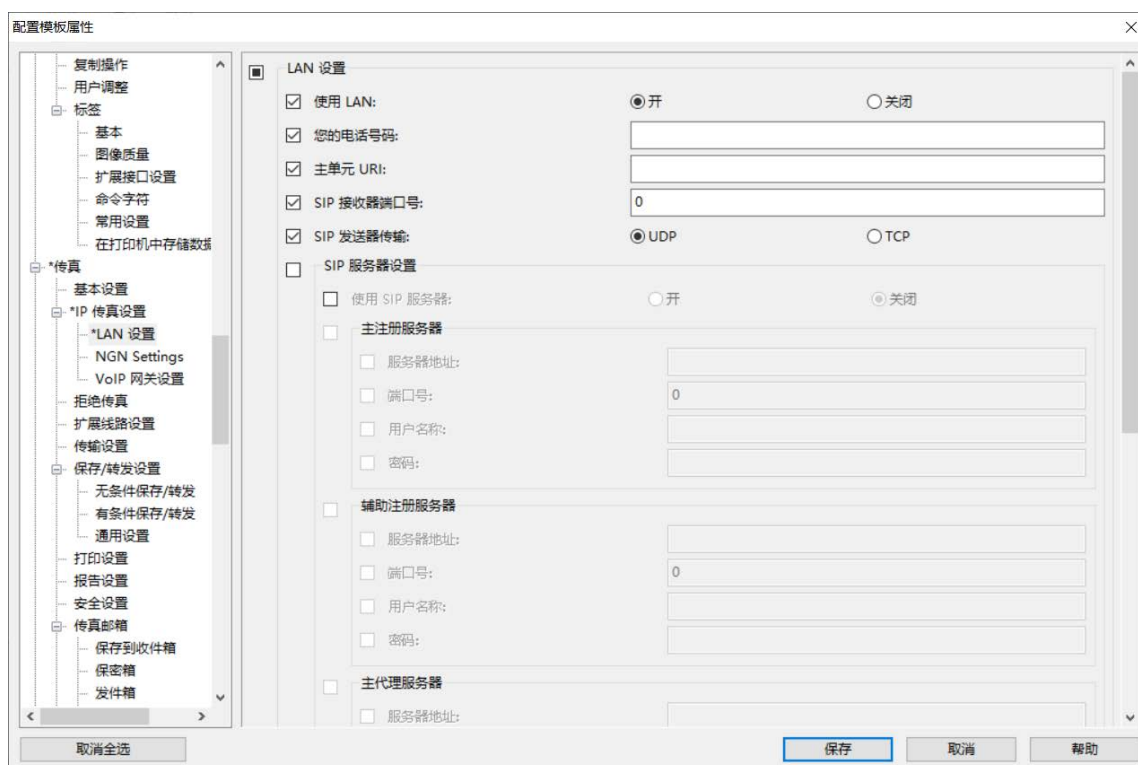 配置模板属性
复制操作
用户调整
标签
基本
图像质量
扩展接口设置
命令字符
常用设置
在打印机中存储数据
*传真
基本设置
*IP 传真设置
*LAN 设置
NGN Settings
VoIP 网关设置
拒绝传真
扩展线路设置
传输设置
保存/转发设置
无条件保存/转发
有条件保存/转发
通用设置
打印设置
报告设置
安全设置
传真邮箱
保存到收件箱
保密箱
发件箱
LAN 设置
使用 LAN: 开 关闭
您的电话号码:
主单元 URI:
SIP 接收器端口号: 0
SIP 发送器传输: UDP TCP
SIP 服务器设置
使用 SIP 服务器: 开 关闭
主注册服务器
服务器地址:
端口号: 0
用户名称:
密码:
辅助注册服务器
服务器地址:
端口号: 0
用户名称:
密码:
主代理服务器
服务器地址:
取消全选 保存 取消 帮助